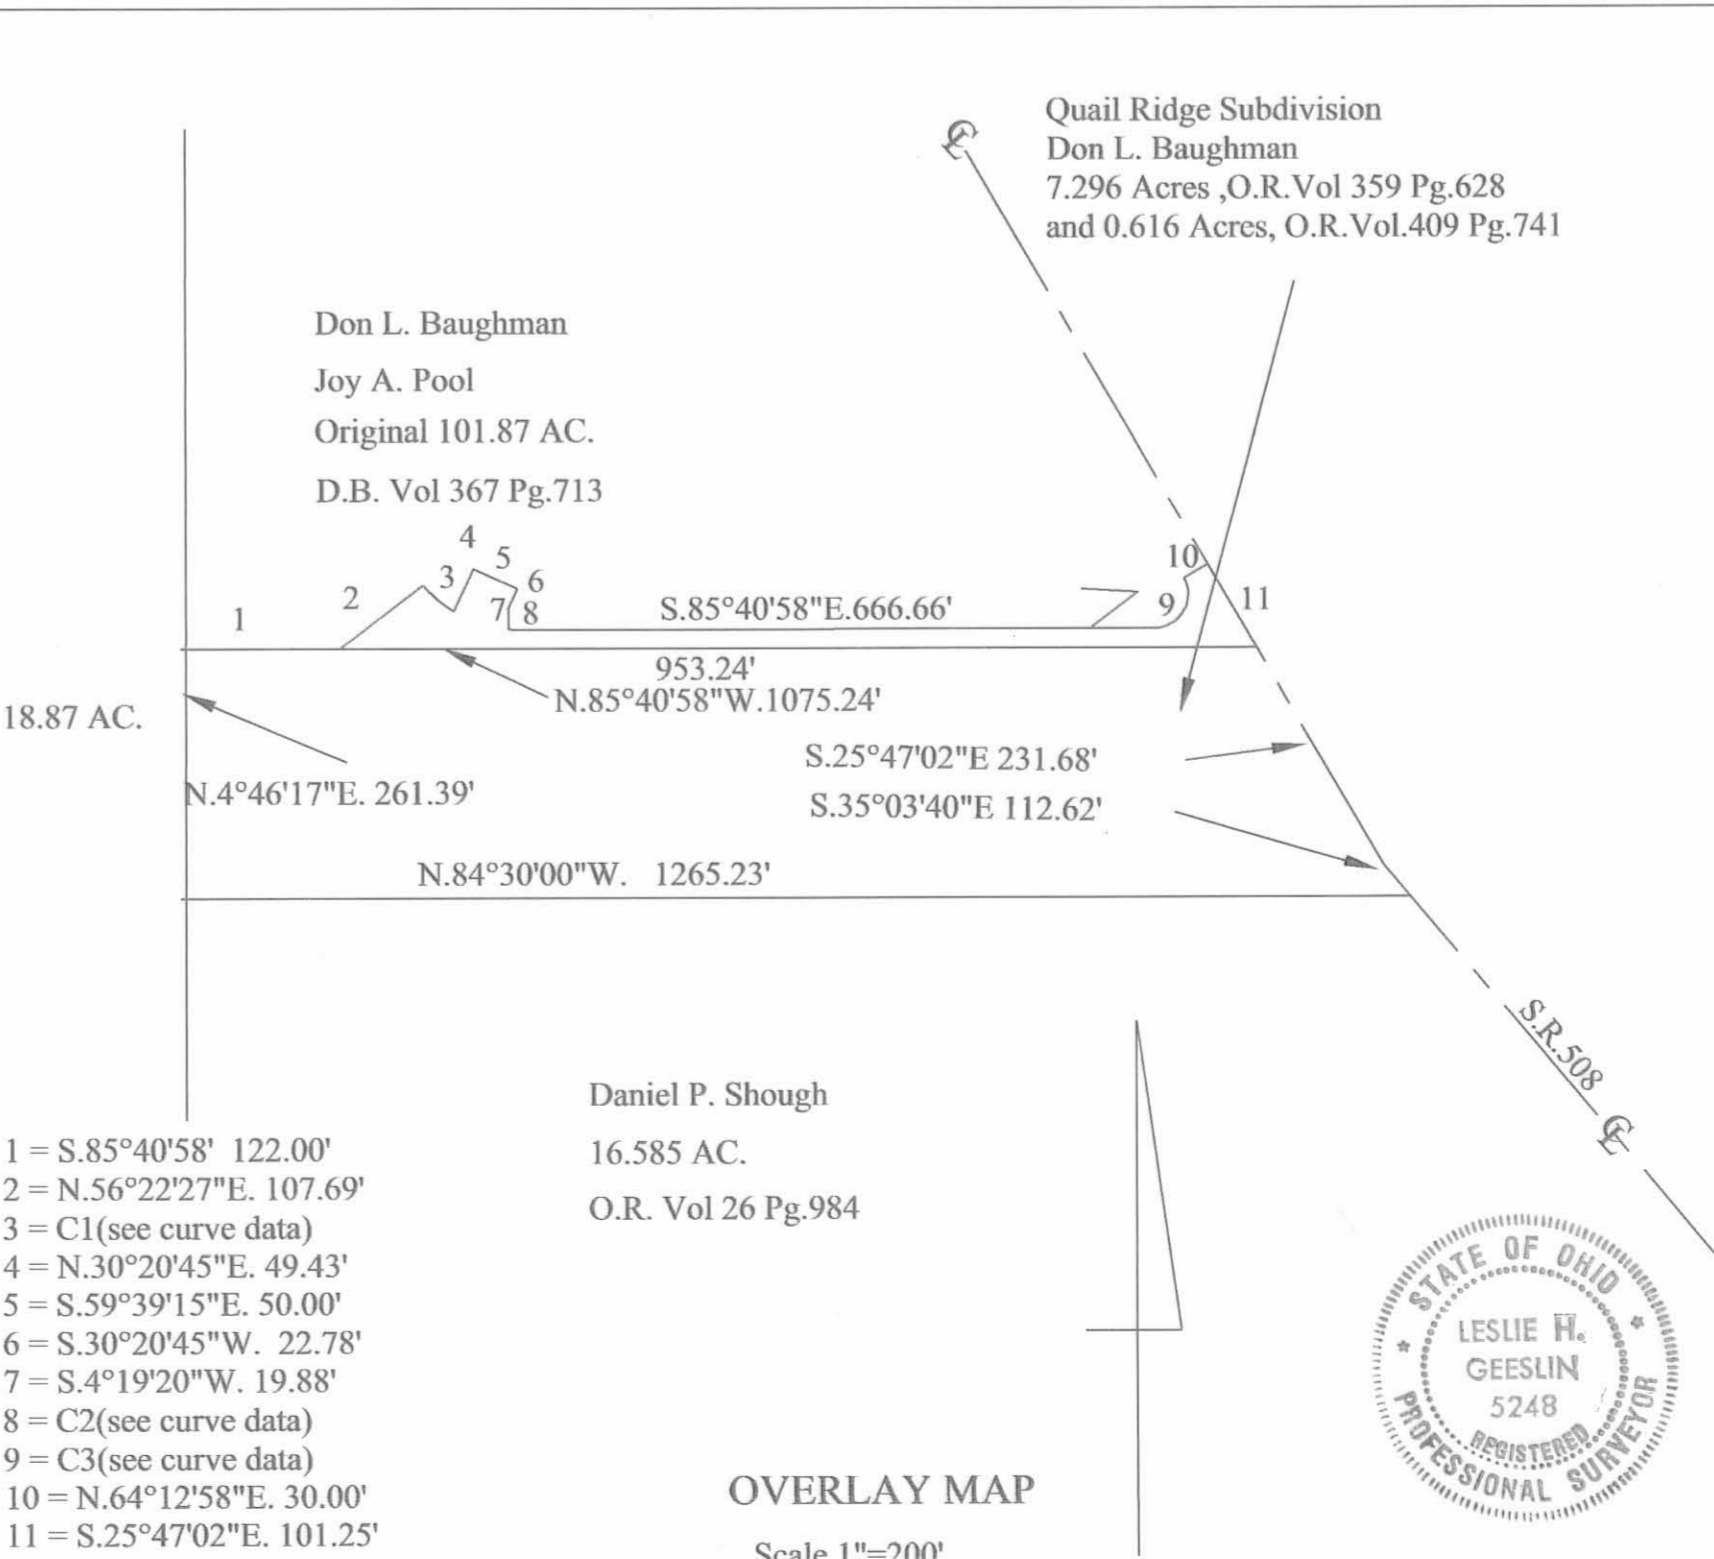 Quail Ridge Subdivision
Don L. Baughman
7.296 Acres ,O.R.Vol 359 Pg.628
and 0.616 Acres, O.R.Vol.409 Pg.741
Don L. Baughman
Joy A. Pool
Original 101.87 AC.
D.B. Vol 367 Pg.713
1
2
3
4
5
6
7
8
S.85°40'58"E.666.66'
9
10
11
953.24'
N.85°40'58"W.1075.24'
18.87 AC.
N.4°46'17"E. 261.39'
S.25°47'02"E 231.68'
S.35°03'40"E 112.62'
N.84°30'00"W. 1265.23'
S.R.508
Daniel P. Shough
16.585 AC.
O.R. Vol 26 Pg.984
1 = S.85°40'58' 122.00'
2 = N.56°22'27"E. 107.69'
3 = C1(see curve data)
4 = N.30°20'45"E. 49.43'
5 = S.59°39'15"E. 50.00'
6 = S.30°20'45"W. 22.78'
7 = S.4°19'20"W. 19.88'
8 = C2(see curve data)
9 = C3(see curve data)
10 = N.64°12'58"E. 30.00'
11 = S.25°47'02"E. 101.25'
STATE OF OHIO
LESLIE H.
GEESLIN
5248
REGISTERED
PROFESSIONAL SURVEYOR
OVERLAY MAP
Scale 1"=200'